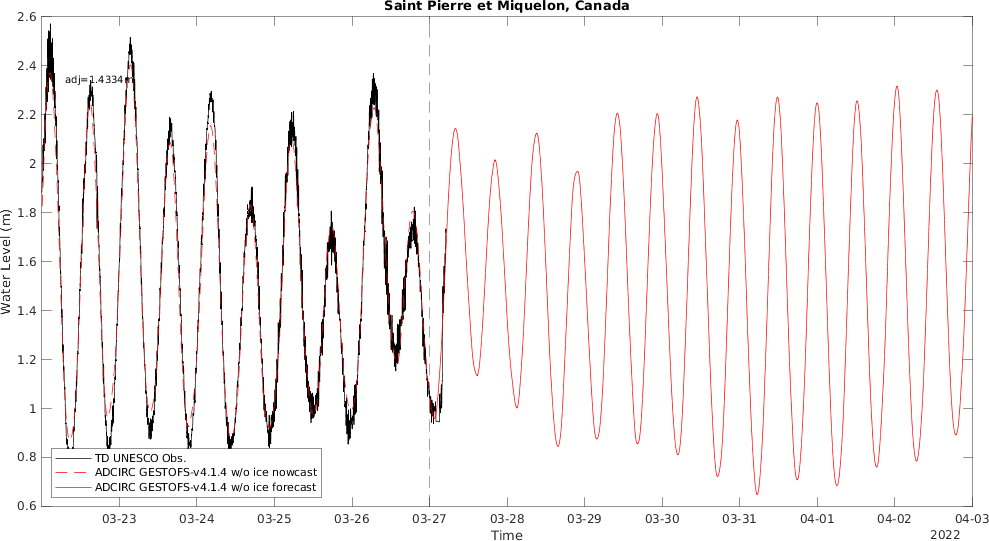 Saint Pierre et Miquelon, Canada
2.6
2.4
adj=1.4334m
2.2
2
1.8
1.6
1.4
1.2
1
0.8
0.6
Water Level (m)
TD UNESCO Obs.
ADCIRC GESTOFS-v4.1.4 w/o ice nowcast
ADCIRC GESTOFS-v4.1.4 w/o ice forecast
03-23 03-24 03-25 03-26 03-27 03-28 03-29 03-30 03-31 04-01 04-02 04-03
Time
2022